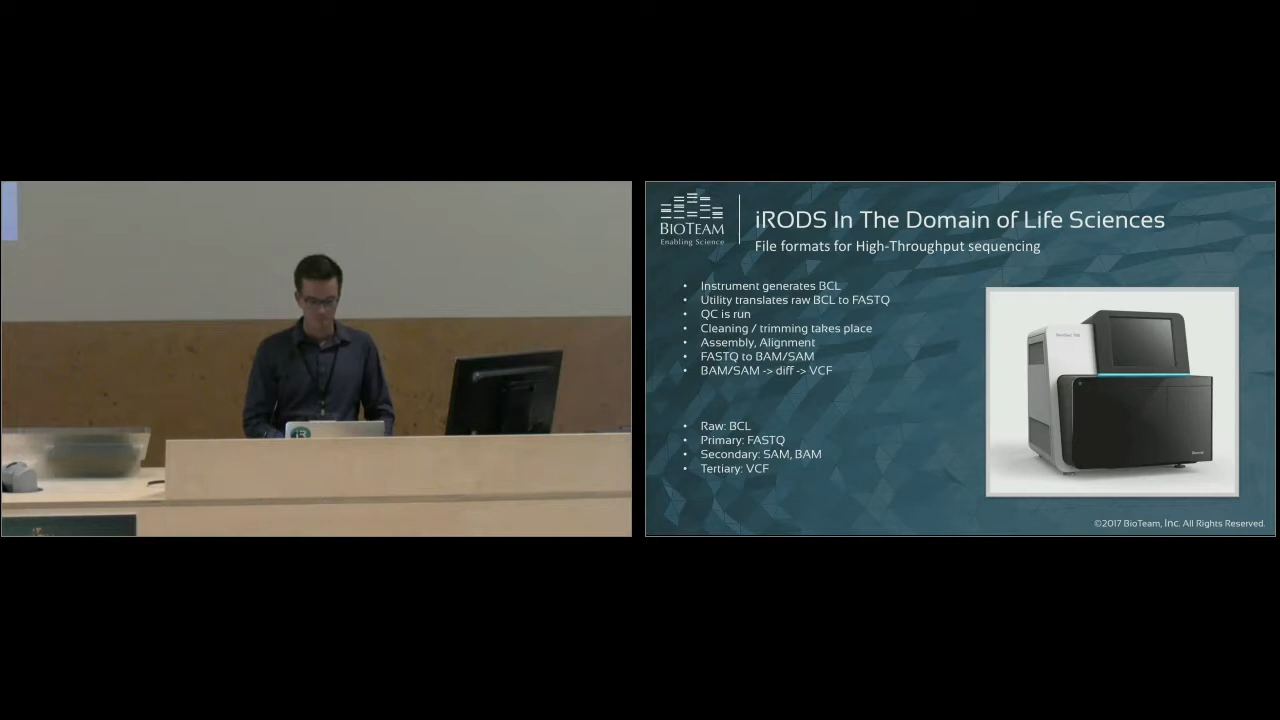 BIOTEAM
Enabling Science
iRODS In The Domain of Life Sciences
File formats for High-Throughput sequencing
• Instrument generates BCL
• Utility translates raw BCL to FASTQ
• QC is run
• Cleaning / trimming takes place
• Assembly, Alignment
• FASTQ to BAM/SAM
• BAM/SAM -> diff -> VCF
• Raw: BCL
• Primary: FASTQ
• Secondary: SAM, BAM
• Tertiary: VCF
©2017 BioTeam, Inc. All Rights Reserved.